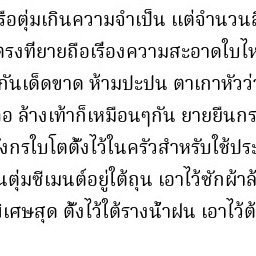 รือตุ่มเกินความจำเป็น แต่จำนวน
ตรงที่ยายถือเรื่องความสะอาดใบไห
กันเด็ดขาด ห้ามปะปน ตาเกาหัวว่
อ ล้างเท้าก็เหมือนๆกัน ยายยืนกร
ังกรใบโตตั้งไว้ในครัวสำหรับใช้ประ
นตุ่มซีเมนต์อยู่ใต้ถุน เอาไว้ซักผ้าล้
ิเศษสุด ตั้งไว้ใต้รางน้ำฝน เอาไว้ต้